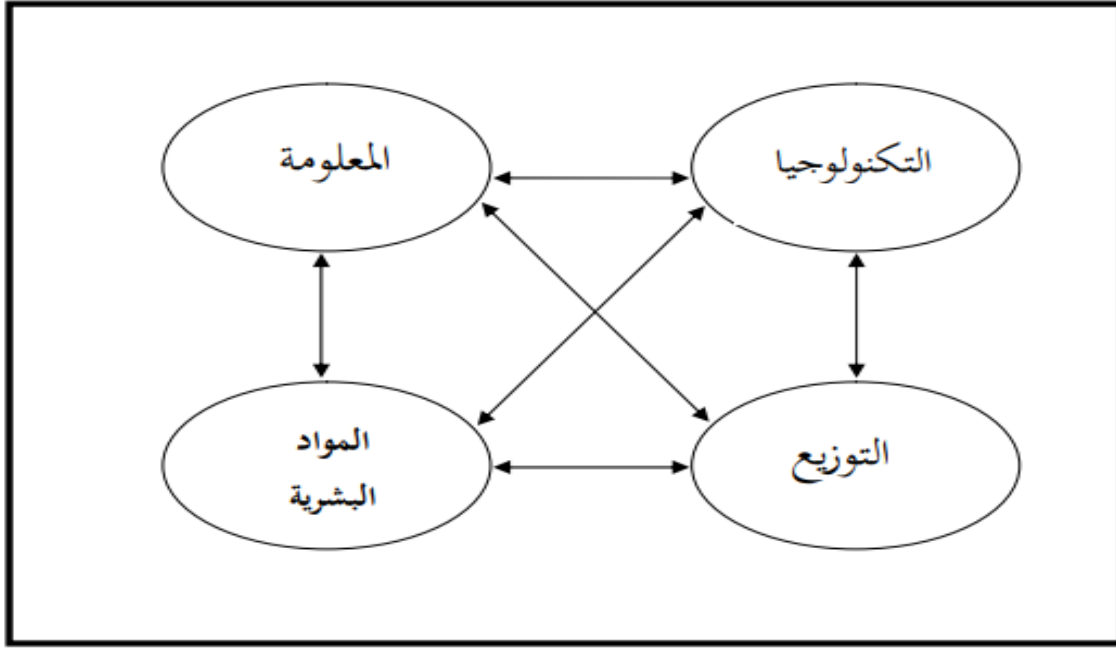 التكنولوجيا
المعلومة
التوزيع
المواد
البشرية